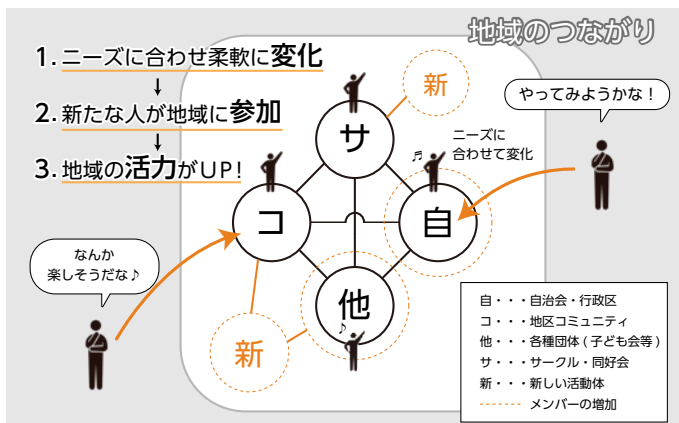 地域のつながり
1. ニーズに合わせ柔軟に変化
↓
2. 新たな人が地域に参加
↓
3. 地域の活力がUP!
新
サ
やってみようかな！
ニーズに
合わせて変化
♬
コ
自
なんか
楽しそうだな♪
他
♪
新
自・・・自治会・行政区
コ・・・地区コミュニティ
他・・・各種団体(子ども会等)
サ・・・サークル・同好会
新・・・新しい活動体
メンバーの増加